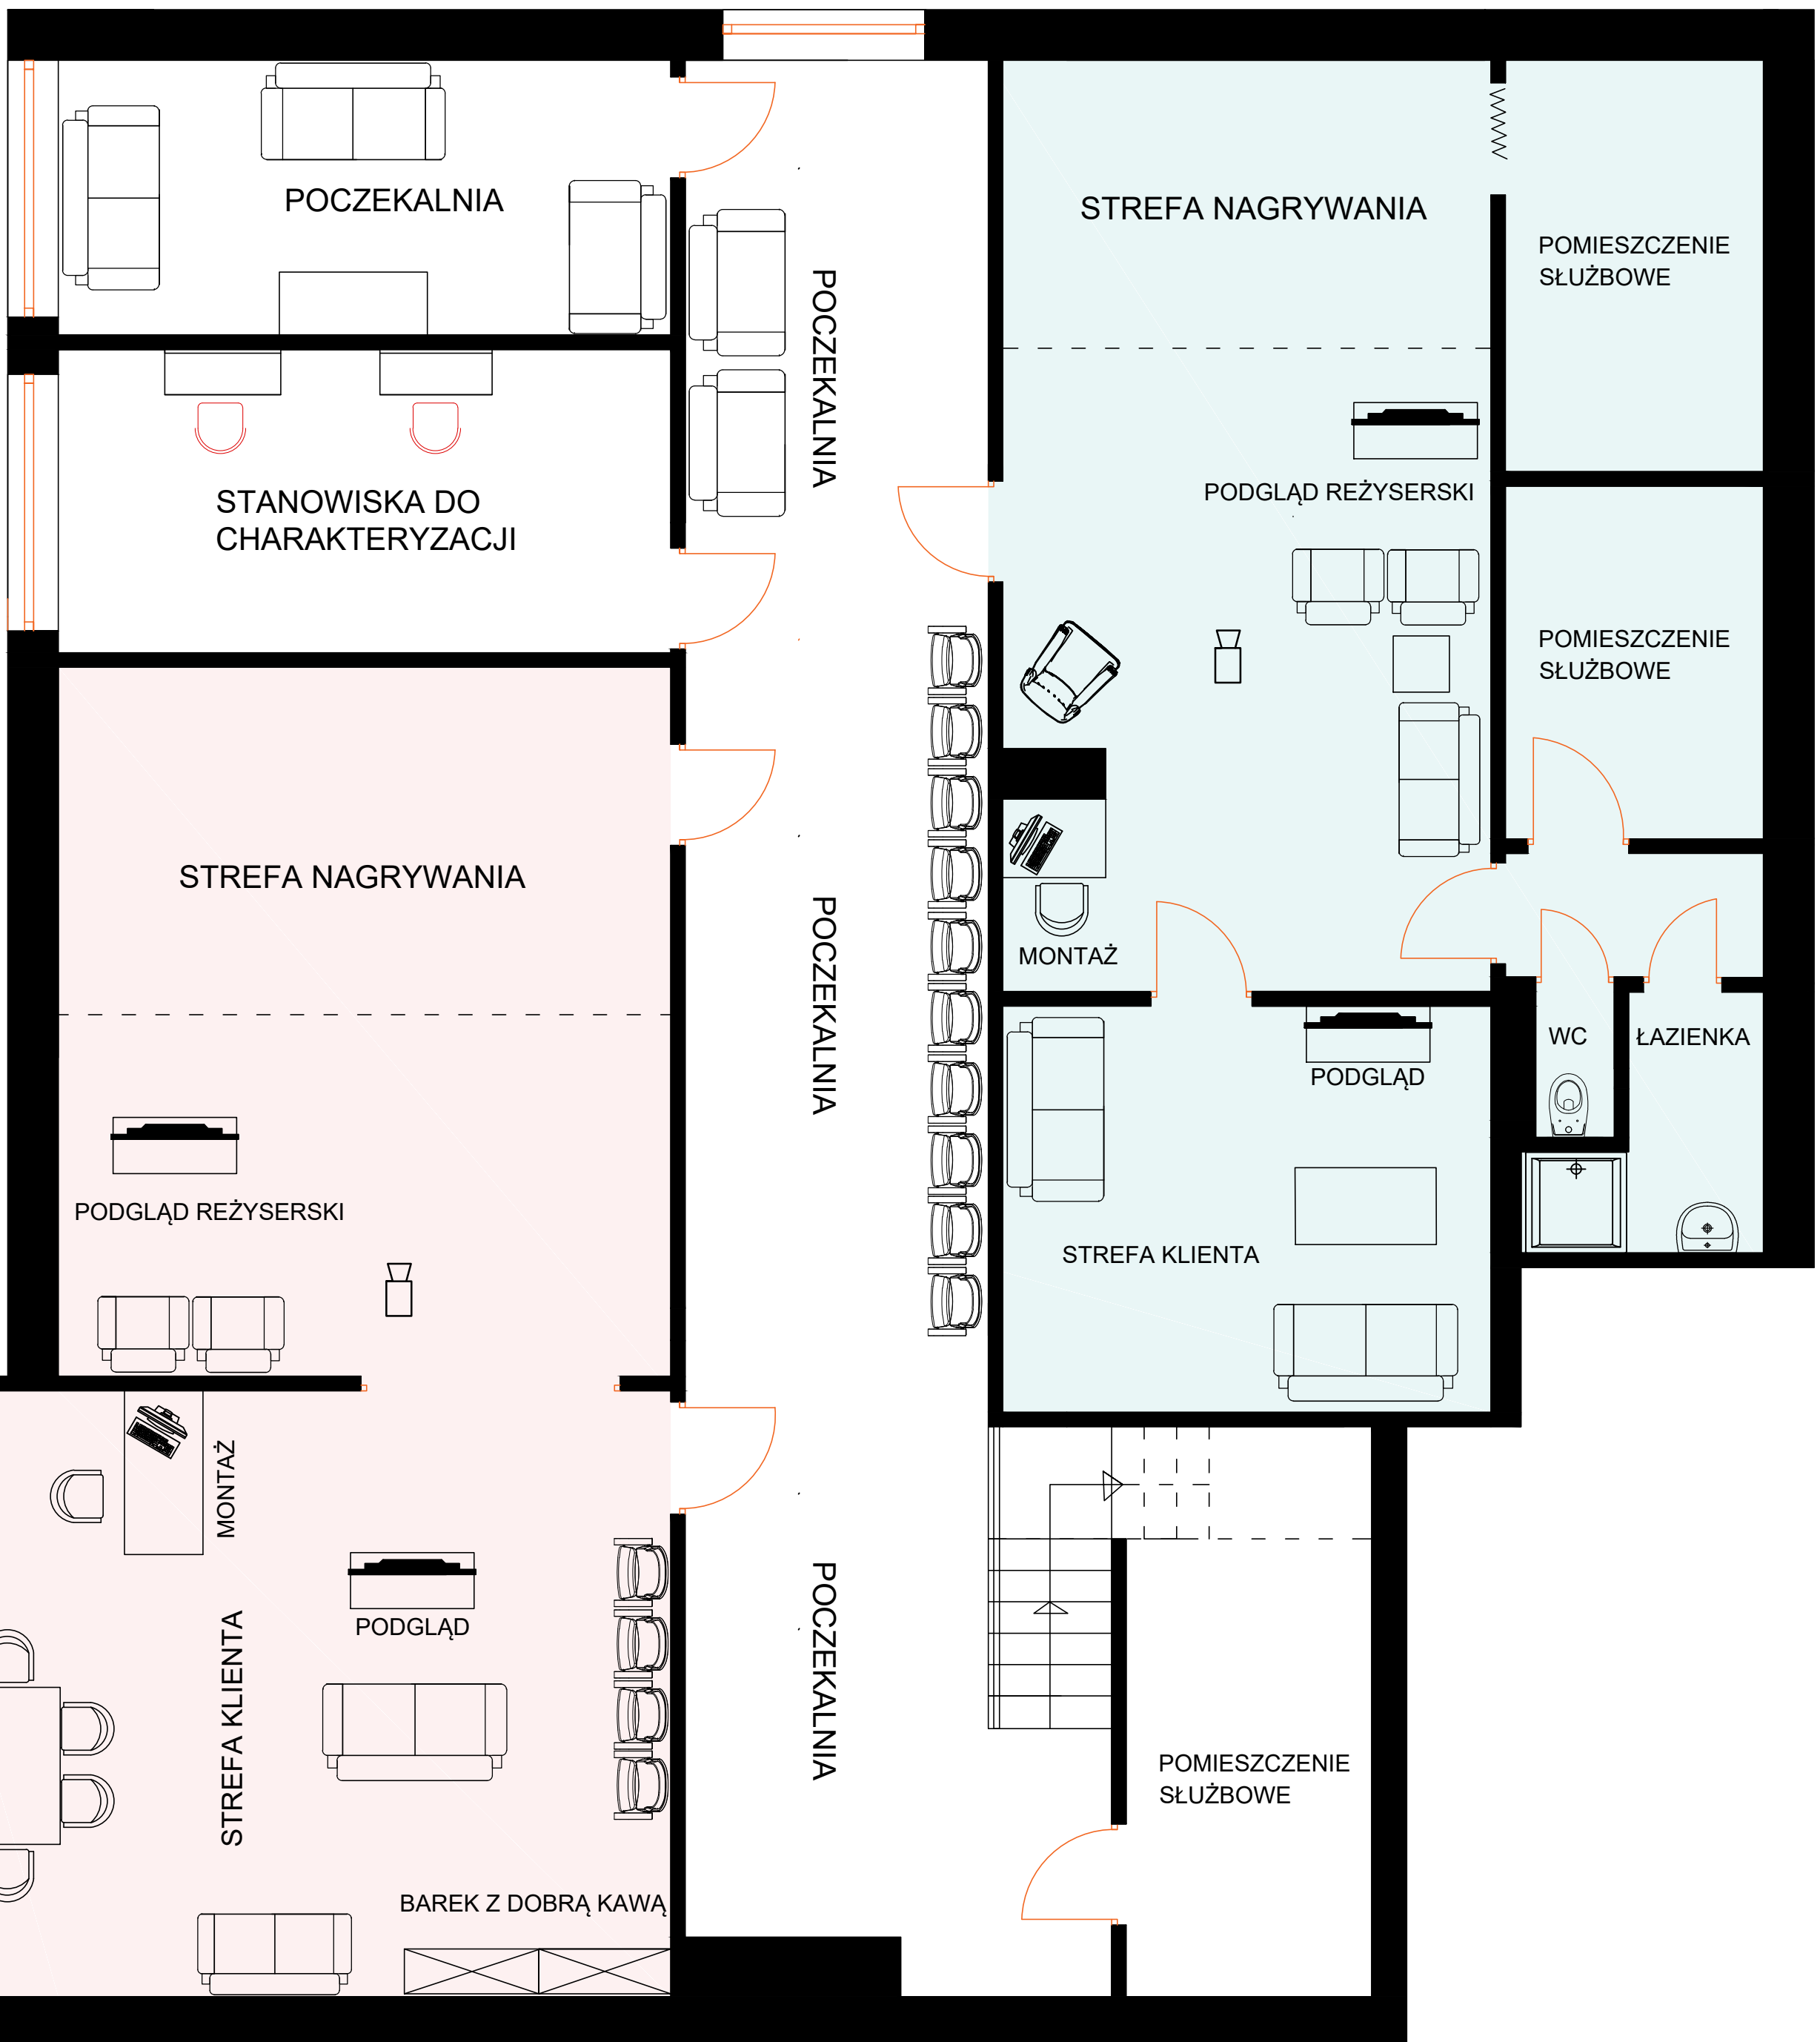 POCZEKALNIA
STREFA NAGRYWANIA
POMIESZCZENIE
SŁUŻBOWE
POCZEKALNIA
STANOWISKA DO
CHARAKTERYZACJI
PODGLĄD REŻYSERSKI
POMIESZCZENIE
SŁUŻBOWE
STREFA NAGRYWANIA
POCZEKALNIA
MONTAŻ
WC
ŁAZIENKA
PODGLĄD
PODGLĄD REŻYSERSKI
STREFA KLIENTA
MONTAŻ
PODGLĄD
STREFA KLIENTA
POCZEKALNIA
POMIESZCZENIE
SŁUŻBOWE
BAREK Z DOBRĄ KAWĄ